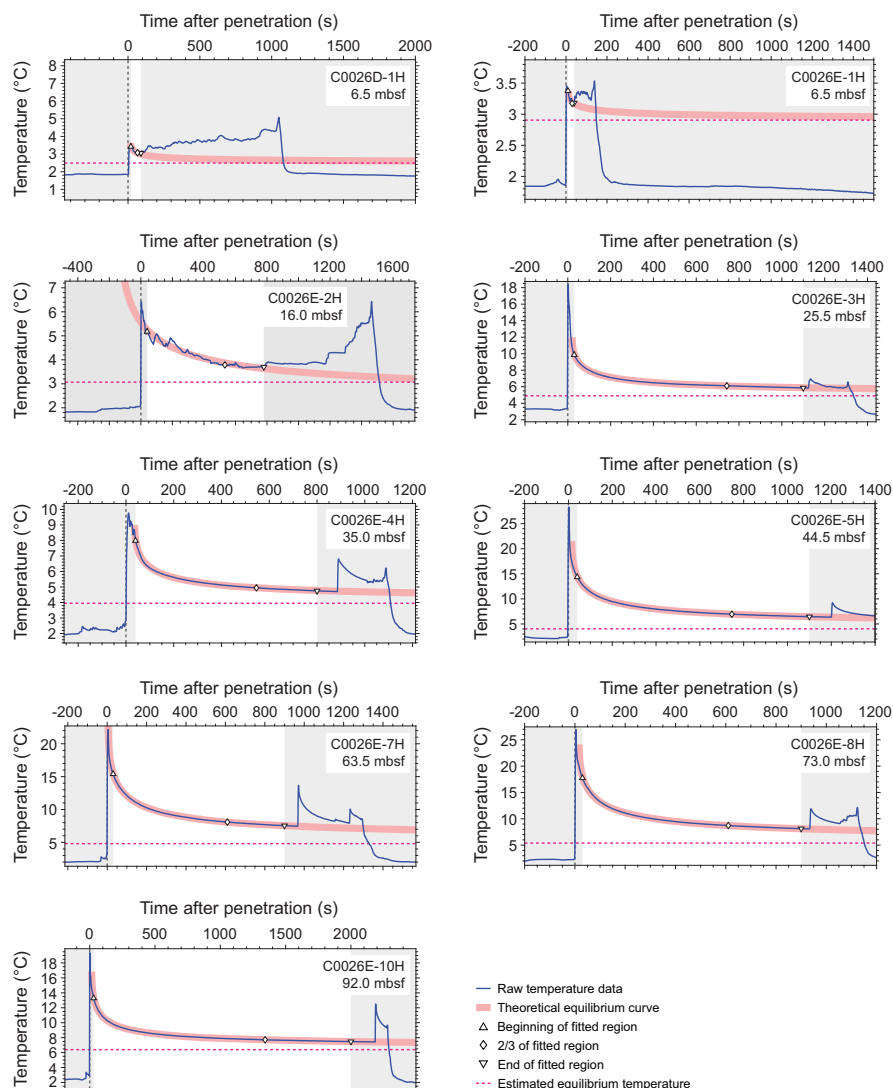 Time after penetration (s)
0 500 1000 1500 2000
Temperature (°C)
8
7
6
5
4
3
2
1
C0026D-1H
6.5 mbsf
Time after penetration (s)
-200 0 200 400 600 800 1000 1200 1400
Temperature (°C)
3.5
3
2
C0026E-1H
6.5 mbsf
Time after penetration (s)
-400 0 400 800 1200 1600
Temperature (°C)
7
6
5
4
3
2
C0026E-2H
16.0 mbsf
Time after penetration (s)
-200 0 200 400 600 800 1000 1200 1400
Temperature (°C)
18
16
14
12
10
8
6
4
2
C0026E-3H
25.5 mbsf
Time after penetration (s)
-200 0 200 400 600 800 1000 1200
Temperature (°C)
10
9
8
7
6
5
4
3
2
C0026E-4H
35.0 mbsf
Time after penetration (s)
-200 0 200 400 600 800 1000 1200 1400
Temperature (°C)
25
20
15
10
5
C0026E-5H
44.5 mbsf
Time after penetration (s)
-200 0 200 400 600 800 1000 1200 1400
Temperature (°C)
20
15
10
5
C0026E-7H
63.5 mbsf
Time after penetration (s)
-200 0 200 400 600 800 1000 1200
Temperature (°C)
25
20
15
10
5
C0026E-8H
73.0 mbsf
Time after penetration (s)
0 500 1000 1500 2000
Temperature (°C)
18
16
14
12
10
8
6
4
2
C0026E-10H
92.0 mbsf
Raw temperature data
Theoretical equilibrium curve
Beginning of fitted region
2/3 of fitted region
End of fitted region
Estimated equilibrium temperature